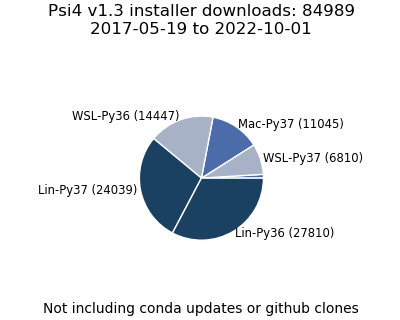 Psi4 v1.3 installer downloads: 84989
2017-05-19 to 2022-10-01
WSL-Py36 (14447)
Mac-Py37 (11045)
WSL-Py37 (6810)
Lin-Py37 (24039)
Lin-Py36 (27810)
Not including conda updates or github clones